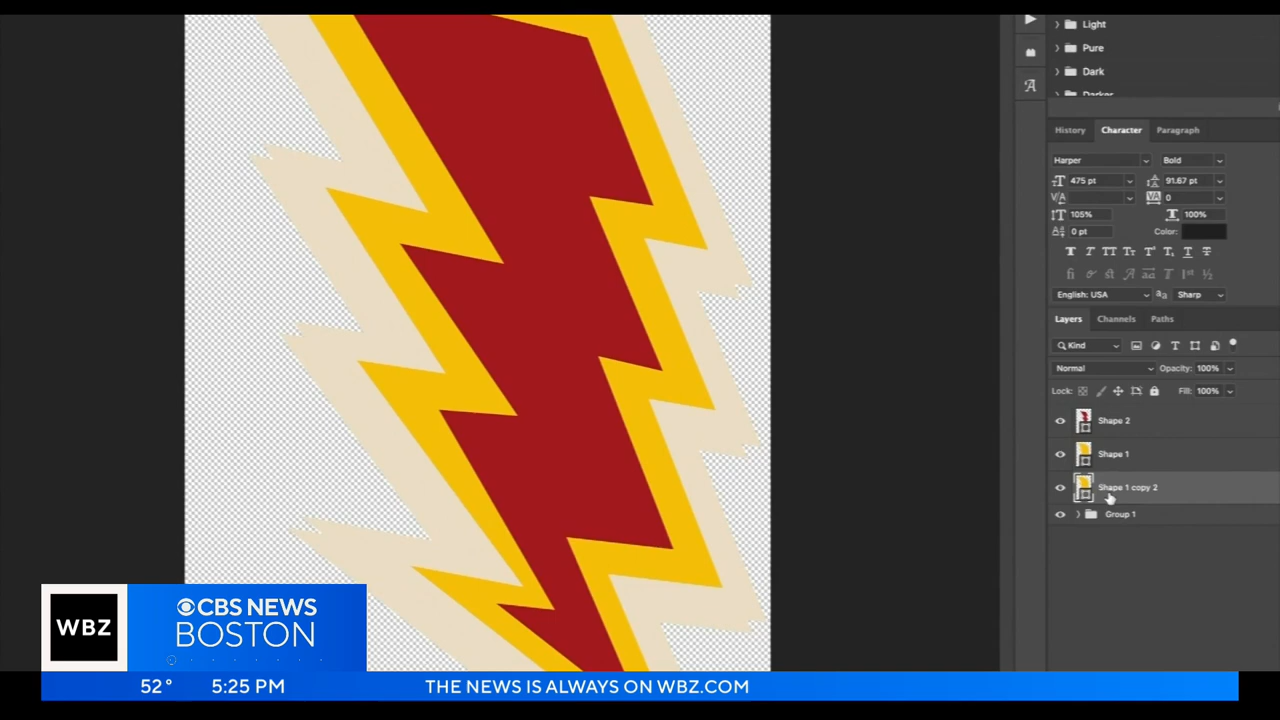 Light
Pure
Dark
Darker
History Character Paragraph
Harper Bold
475 pt 91.67 pt
0
105% 100%
0 pt Color:
English: USA Sharp
Layers Channels Paths
Kind
Normal Opacity: 100%
Lock: Fill: 100%
Shape 2
Shape 1
Shape 1 copy 2
Group 1
WBZ
CBS NEWS
BOSTON
52° 5:25 PM THE NEWS IS ALWAYS ON WBZ.COM